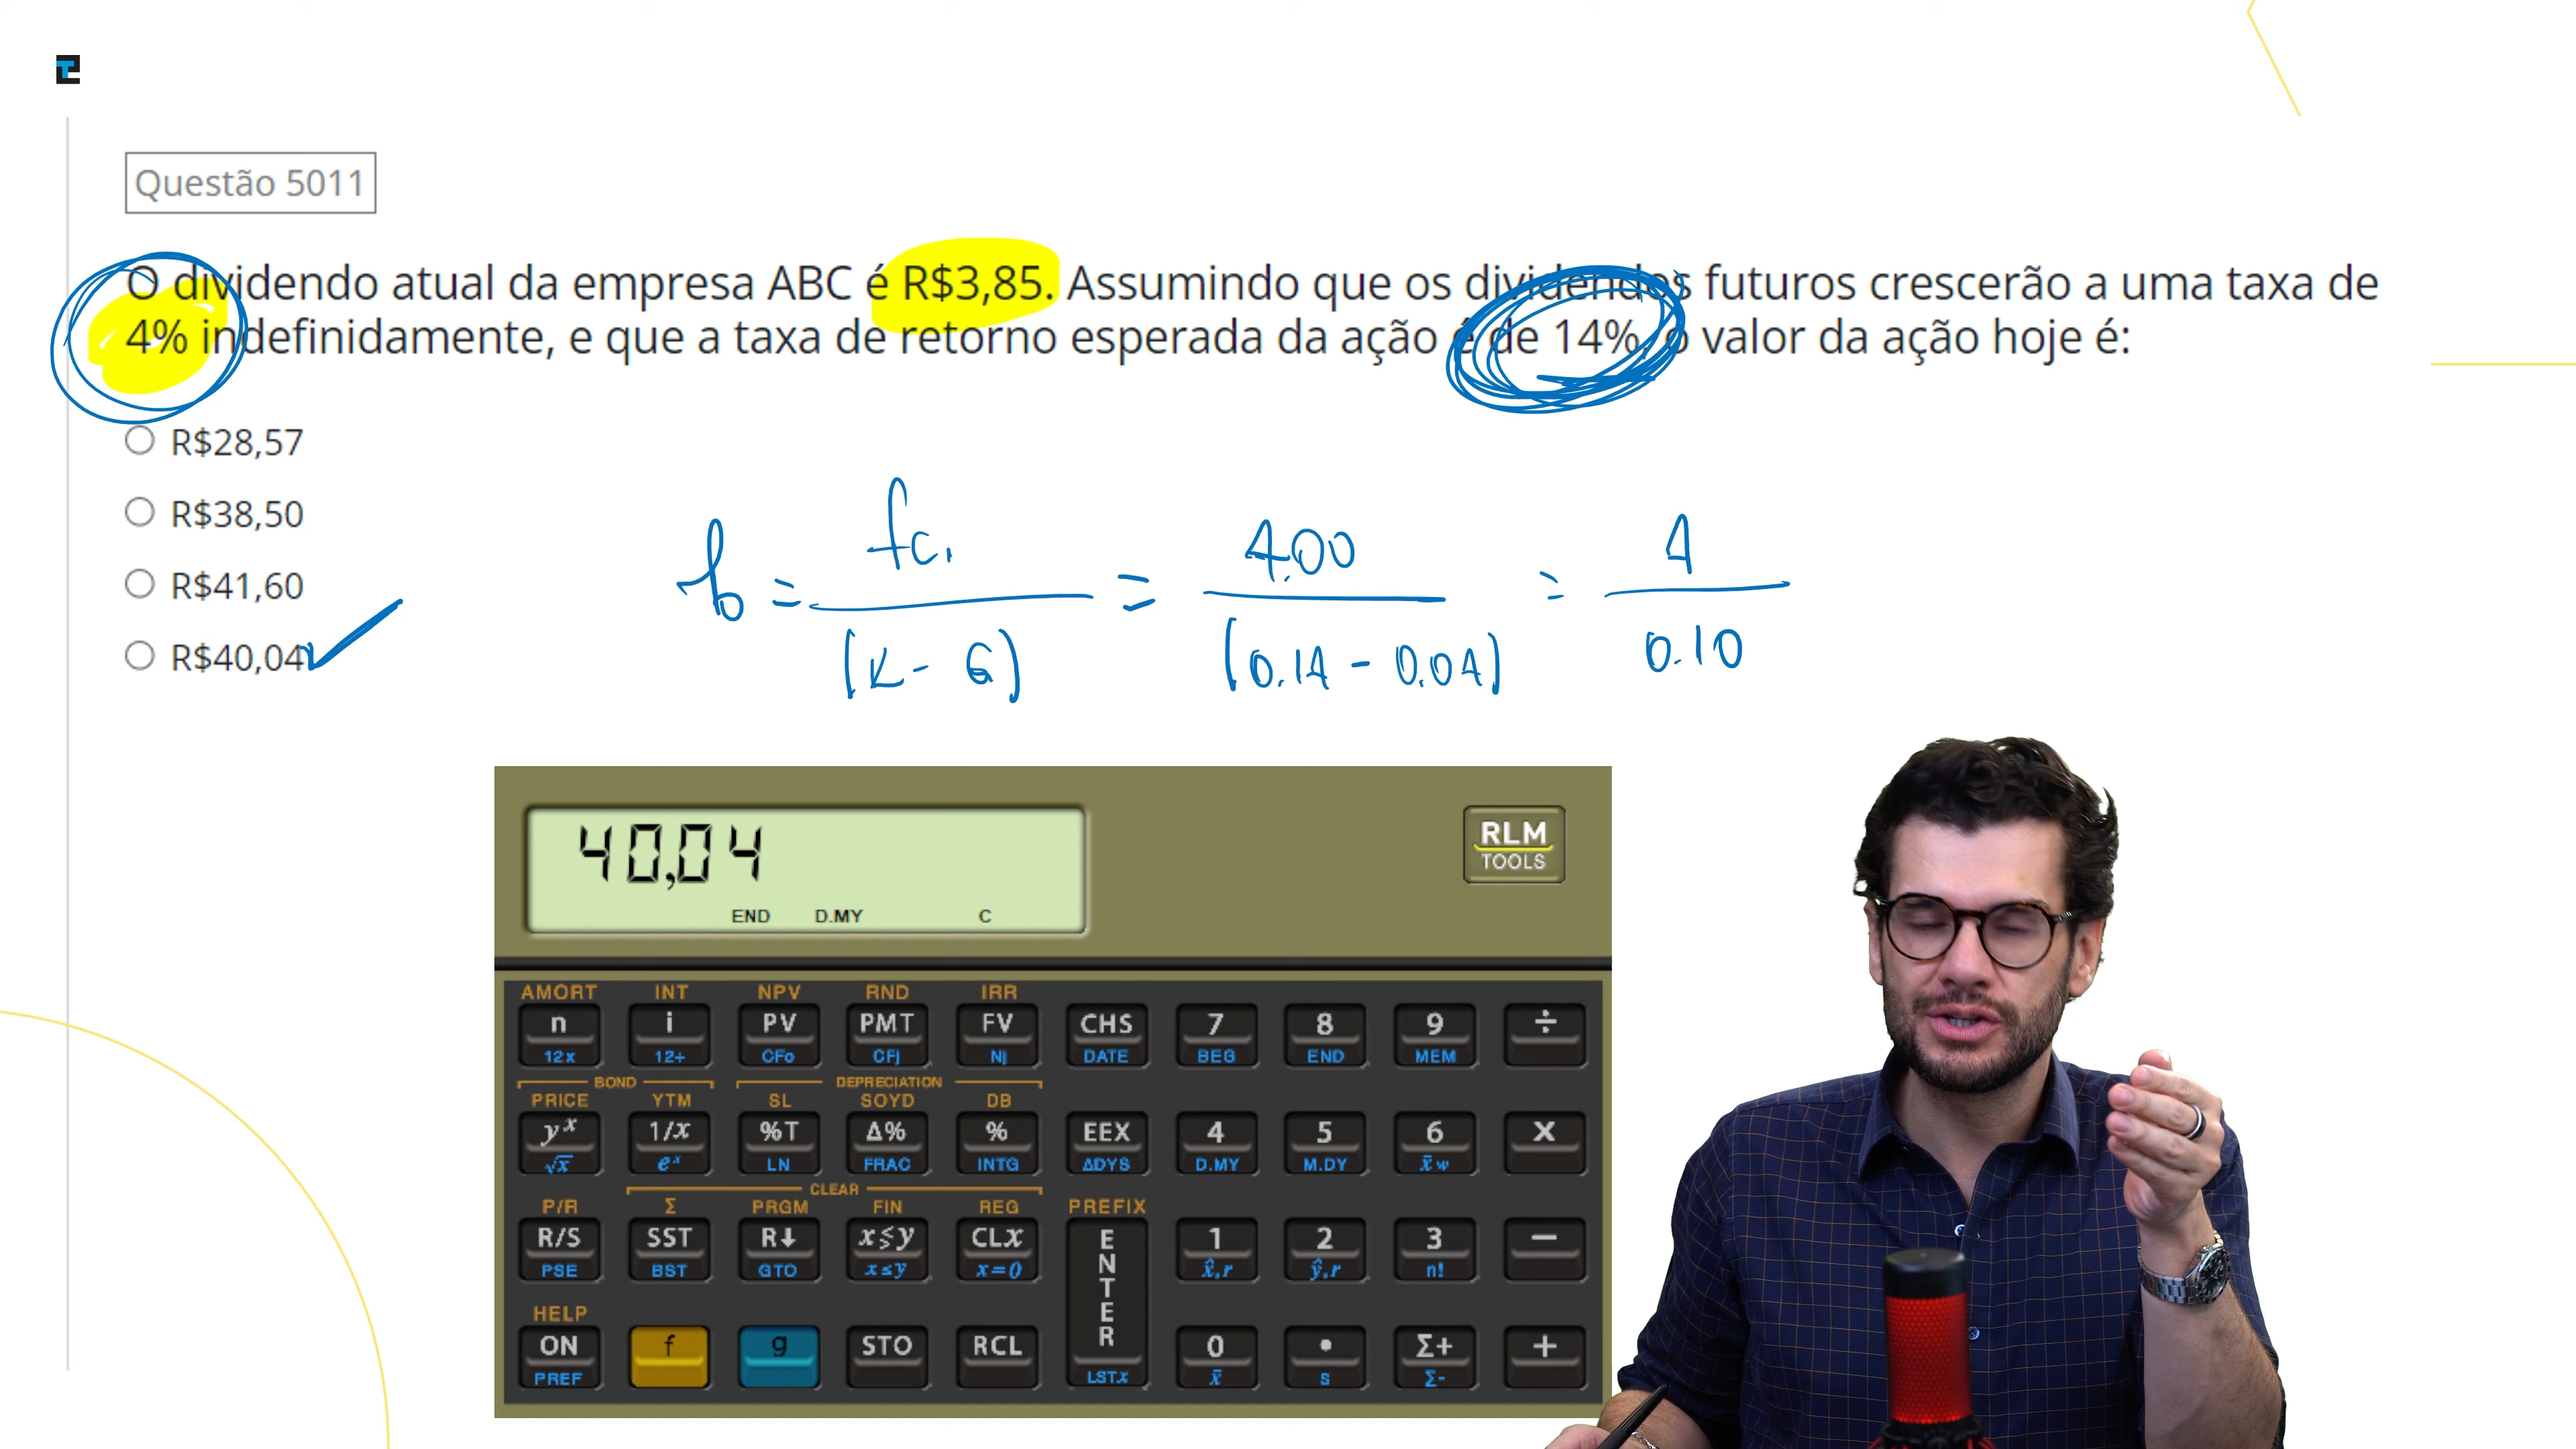 Questão 5011
O dividendo atual da empresa ABC é R$3,85. Assumindo que os dividendos futuros crescerão a uma taxa de
4% indefinidamente, e que a taxa de retorno esperada da ação é de 14%, o valor da ação hoje é:
R$28,57
R$38,50
R$41,60
R$40,04
fc1 4.00 4
P0 = = =
(K - G) (0.14 - 0.04) 0.10
40,04
END D.MY C
RLM
TOOLS
AMORT INT NPV RND IRR
n i PV PMT FV CHS 7 8 9 ÷
12x 12÷ CFo CFj Nj DATE BEG END MEM
BOND DEPRECIATION
PRICE YTM SL SOYD DB
yˣ 1/x %T Δ% % EEX 4 5 6 X
√x eˣ LN FRAC INTG ΔDYS D.MY M.DY x̄w
CLEAR
P/R Σ PRGM FIN REG PREFIX
R/S SST R↓ x≶y CLx ENTER 1 2 3 −
PSE BST GTO x≤y x=0 x̂,r ŷ,r n!
HELP
ON f g STO RCL 0 • Σ+ +
PREF LSTx x̄ s Σ-